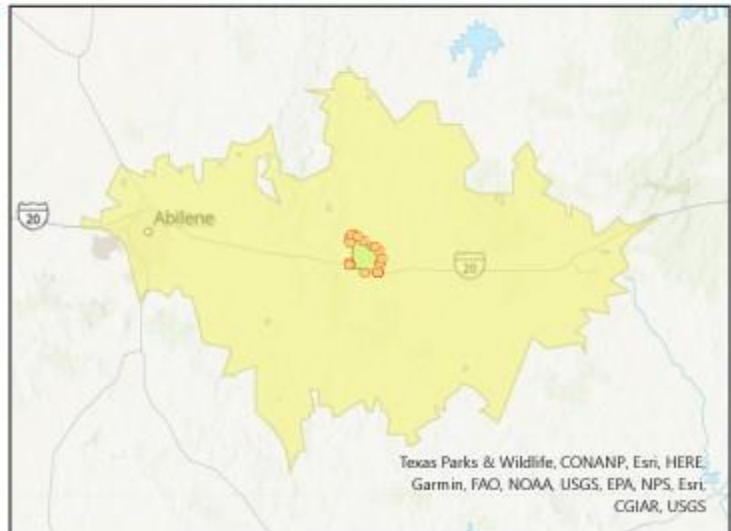 20
Abilene
20
Texas Parks & Wildlife, CONANP, Esri, HERE,
Garmin, FAO, NOAA, USGS, EPA, NPS, Esri,
CGIAR, USGS